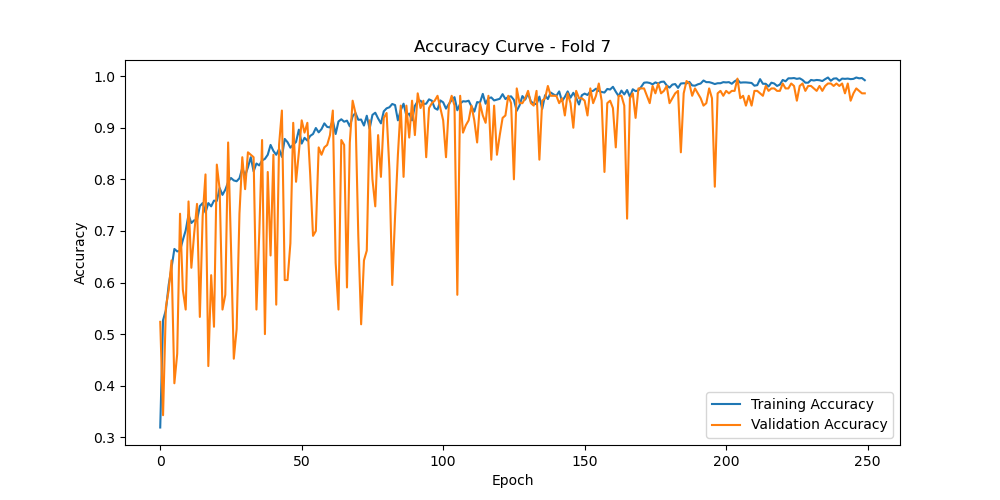 Accuracy Curve - Fold 7
1.0
0.9
0.8
0.7
0.6
0.5
0.4
0.3
Accuracy
0
50
100
150
200
250
Epoch
Training Accuracy
Validation Accuracy